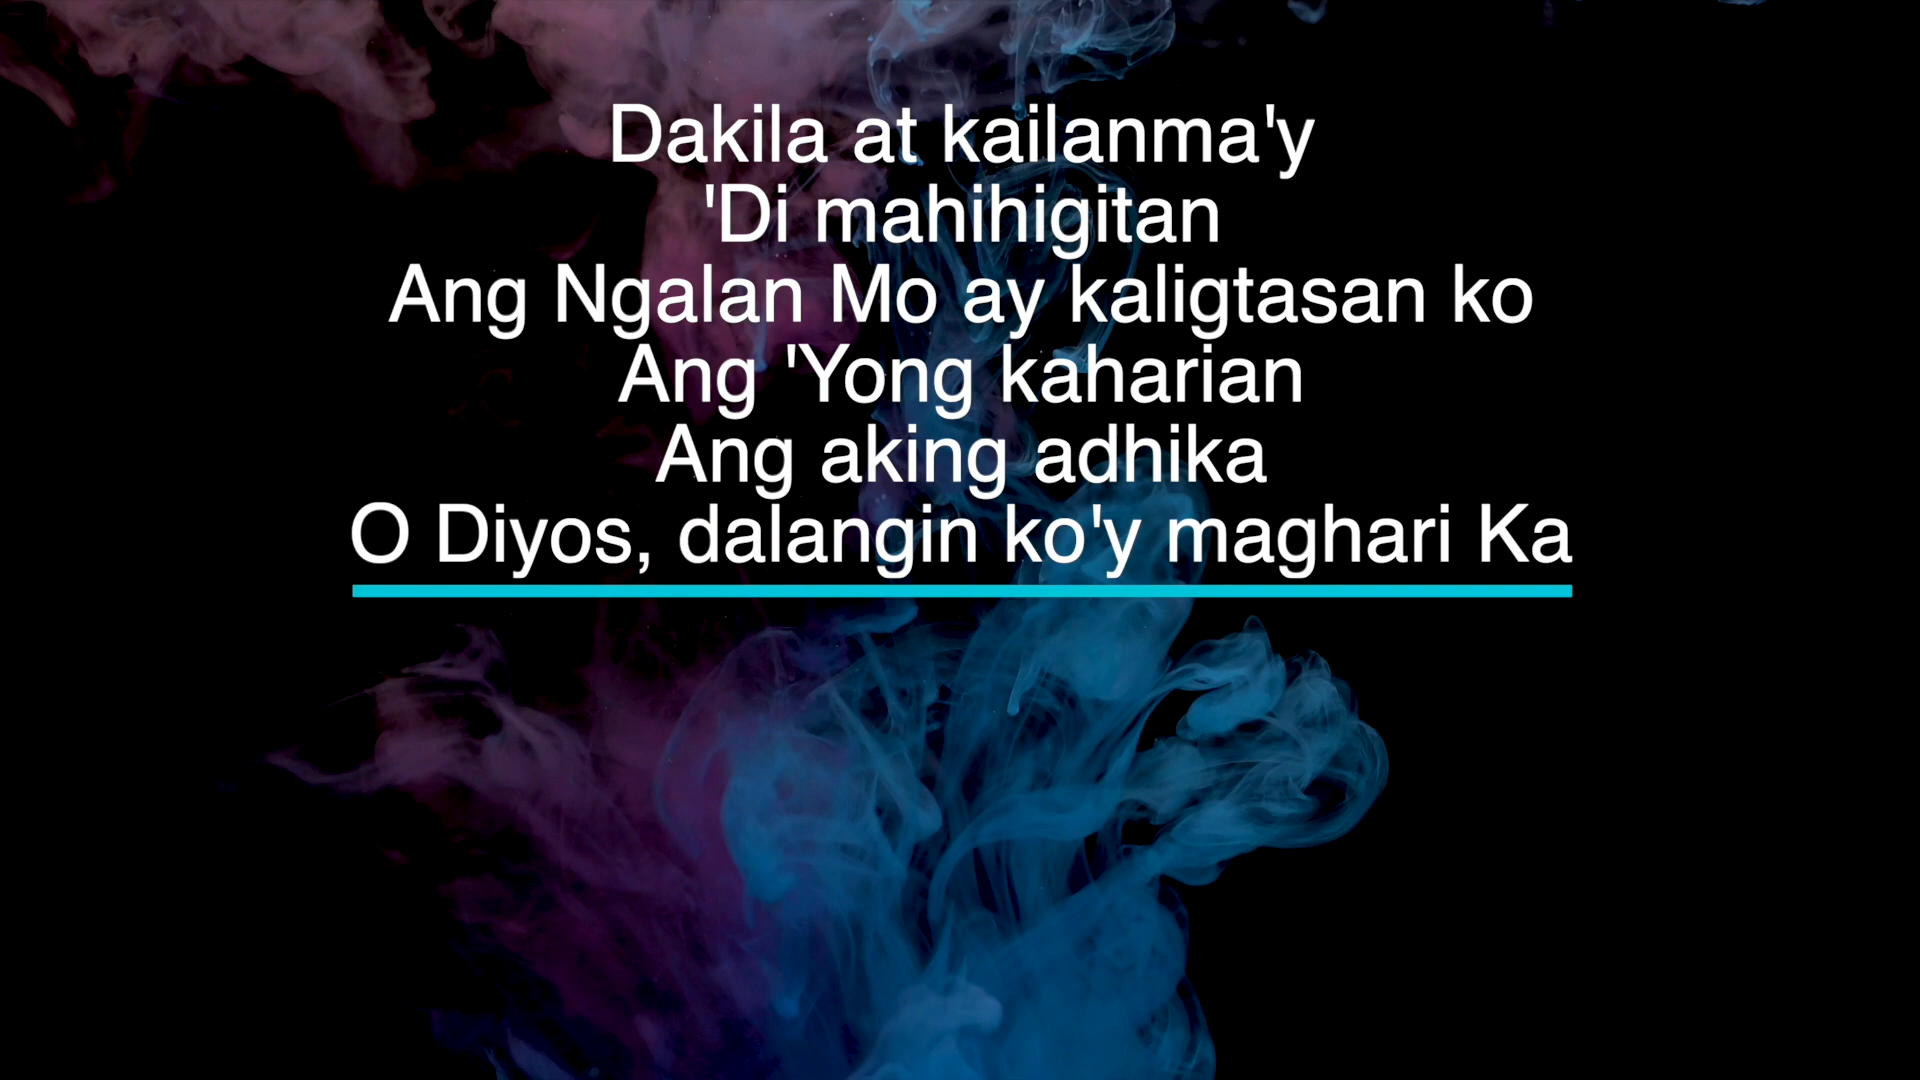 Dakila at kailanma'y
'Di mahihigitan
Ang Ngalan Mo ay kaligtasan ko
Ang 'Yong kaharian
Ang aking adhika
O Diyos, dalangin ko'y maghari Ka